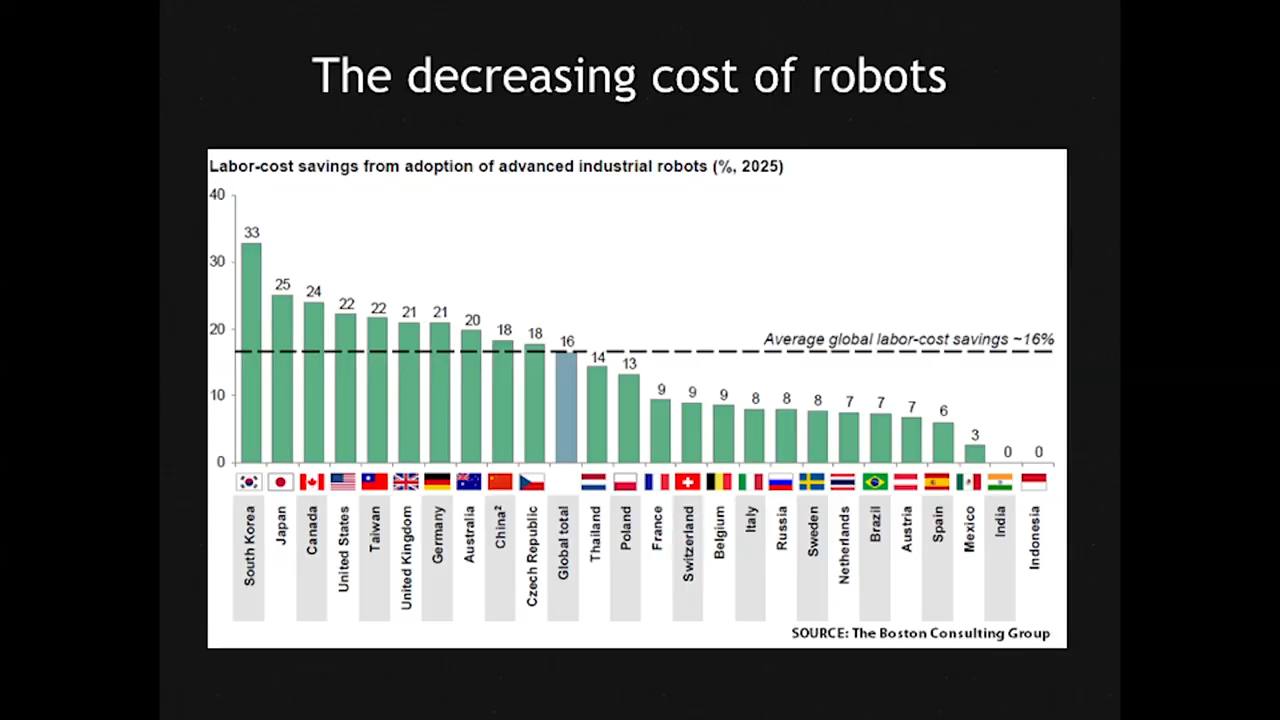 The decreasing cost of robots
Labor-cost savings from adoption of advanced industrial robots (%, 2025)
40
30
20
10
0
33
25
24
22
22
21
21
20
18
18
16
14
13
9
9
9
8
8
8
7
7
7
6
3
0
0
Average global labor-cost savings ~16%
South Korea
Japan
Canada
United States
Taiwan
United Kingdom
Germany
Australia
China²
Czech Republic
Global total
Thailand
Poland
France
Switzerland
Belgium
Italy
Russia
Sweden
Netherlands
Brazil
Austria
Spain
Mexico
India
Indonesia
SOURCE: The Boston Consulting Group